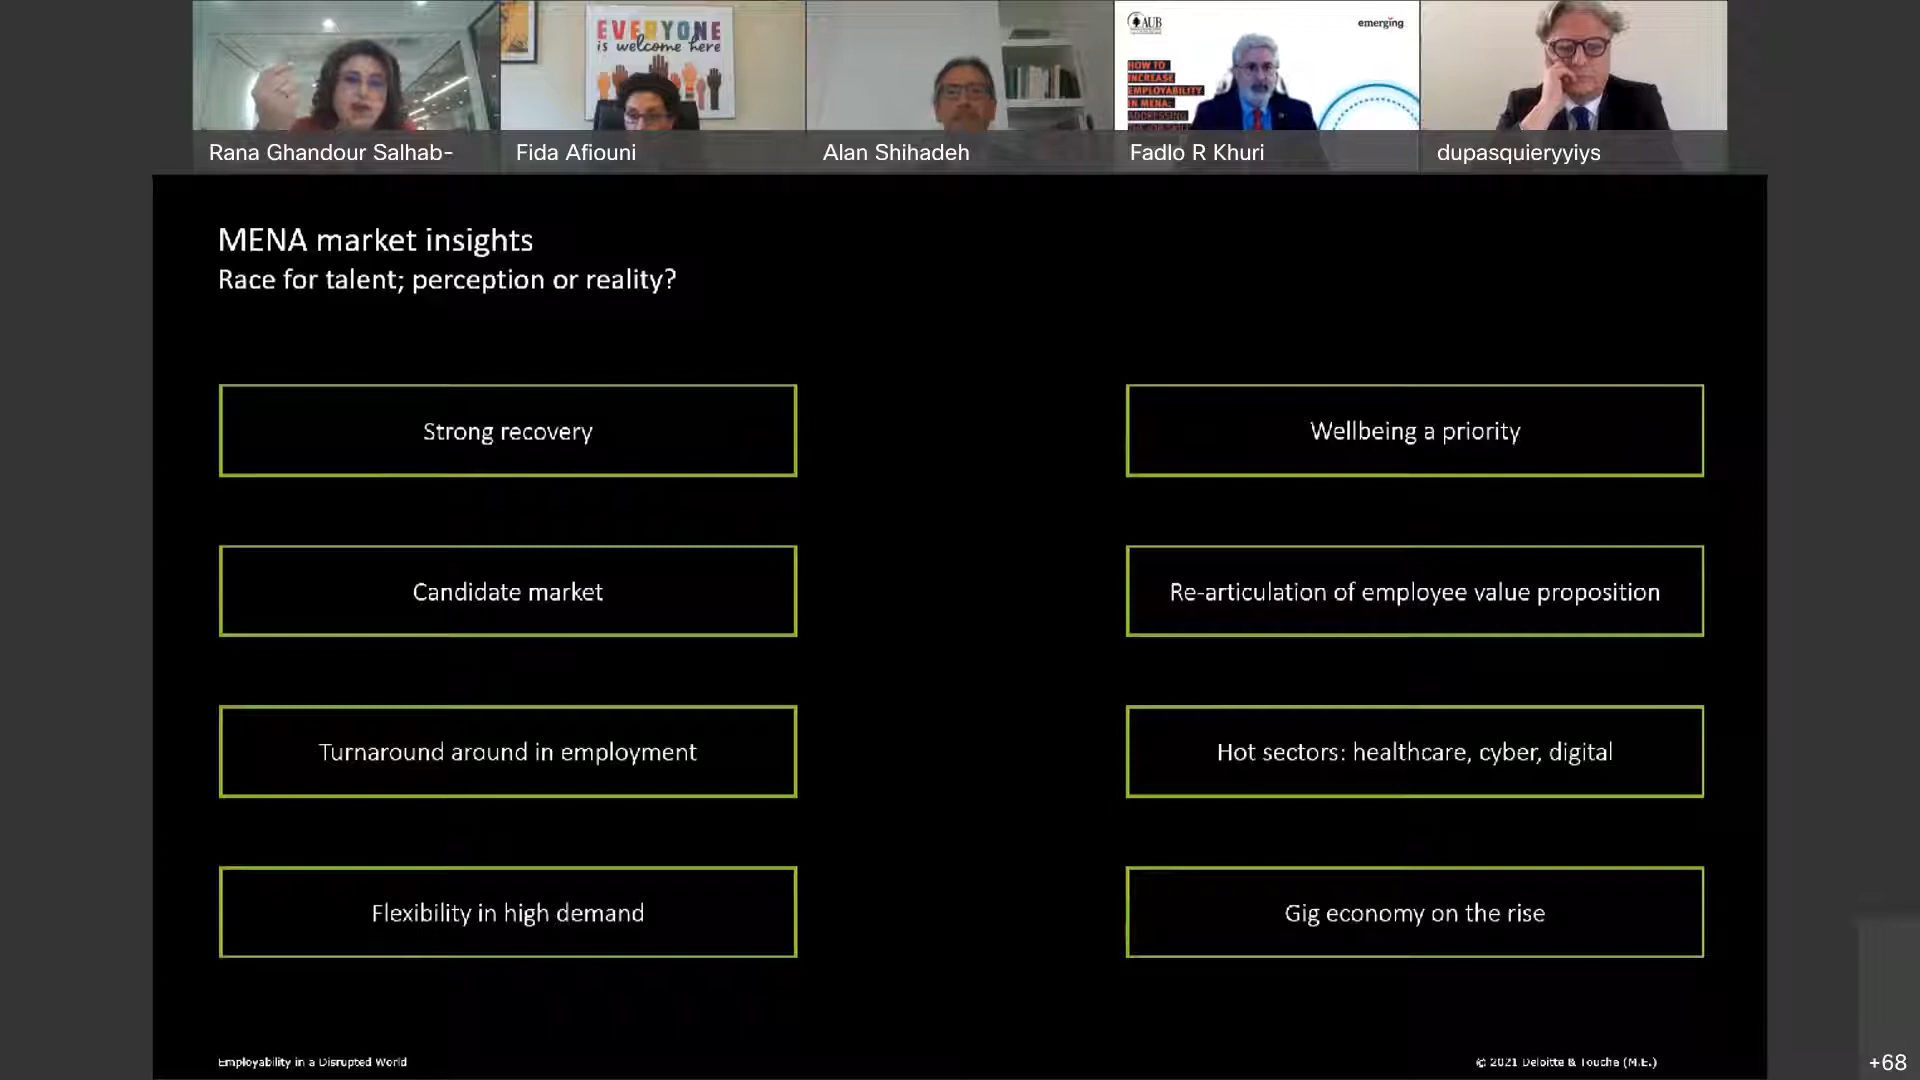 EVERYONE
is welcome here
AUB
emerging
HOW TO
INCREASE
EMPLOYABILITY
IN MENA:
ADDRESSING
Rana Ghandour Salhab-
Fida Afiouni
Alan Shihadeh
Fadlo R Khuri
dupasquieryyiys
MENA market insights
Race for talent; perception or reality?
Strong recovery
Wellbeing a priority
Candidate market
Re-articulation of employee value proposition
Turnaround around in employment
Hot sectors: healthcare, cyber, digital
Flexibility in high demand
Gig economy on the rise
Employability in a Disrupted World
© 2021 Deloitte & Touche (M.E.)
+68